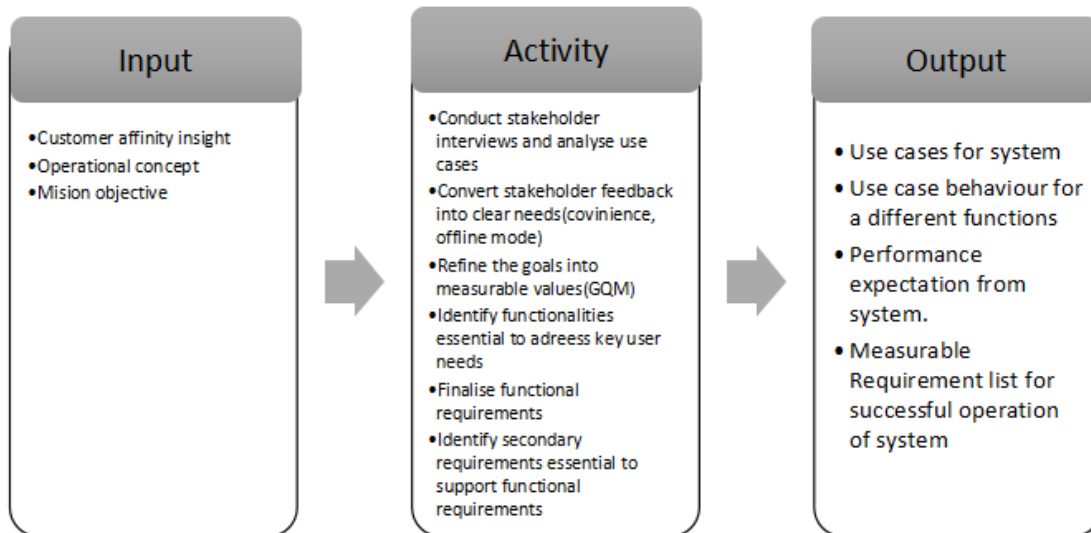 Input
•Customer affinity insight
•Operational concept
•Mision objective
Activity
•Conduct stakeholder
interviews and analyse use
cases
•Convert stakeholder feedback
into clear needs(covinience,
offline mode)
•Refine the goals into
measurable values(GQM)
•Identify functionalities
essential to adreess key user
needs
•Finalise functional
requirements
•Identify secondary
requirements essential to
support functional
requirements
Output
• Use cases for system
• Use case behaviour for
a different functions
• Performance
expectation from
system.
• Measurable
Requirement list for
successful operation
of system